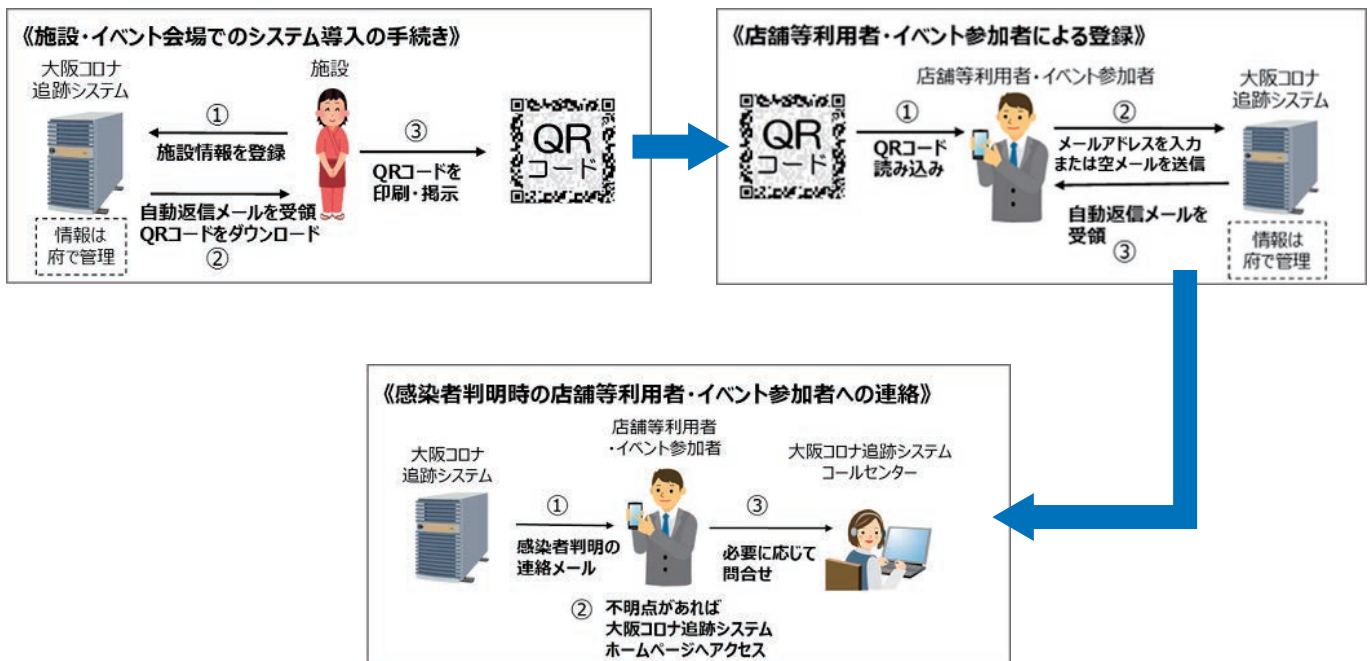 《施設・イベント会場でのシステム導入の手続き》
大阪コロナ
追跡システム
施設
①
施設情報を登録
自動返信メールを受領
QRコードをダウンロード
②
情報は
府で管理
③
QRコードを
印刷・掲示
QR
コード
《店舗等利用者・イベント参加者による登録》
店舗等利用者・イベント参加者
大阪コロナ
追跡システム
QR
コード
①
QRコード
読み込み
②
メールアドレスを入力
または空メールを送信
自動返信メールを
受領
③
情報は
府で管理
《感染者判明時の店舗等利用者・イベント参加者への連絡》
大阪コロナ
追跡システム
店舗等利用者
・イベント参加者
大阪コロナ追跡システム
コールセンター
①
感染者判明の
連絡メール
③
必要に応じて
問合せ
② 不明点があれば
大阪コロナ追跡システム
ホームページへアクセス